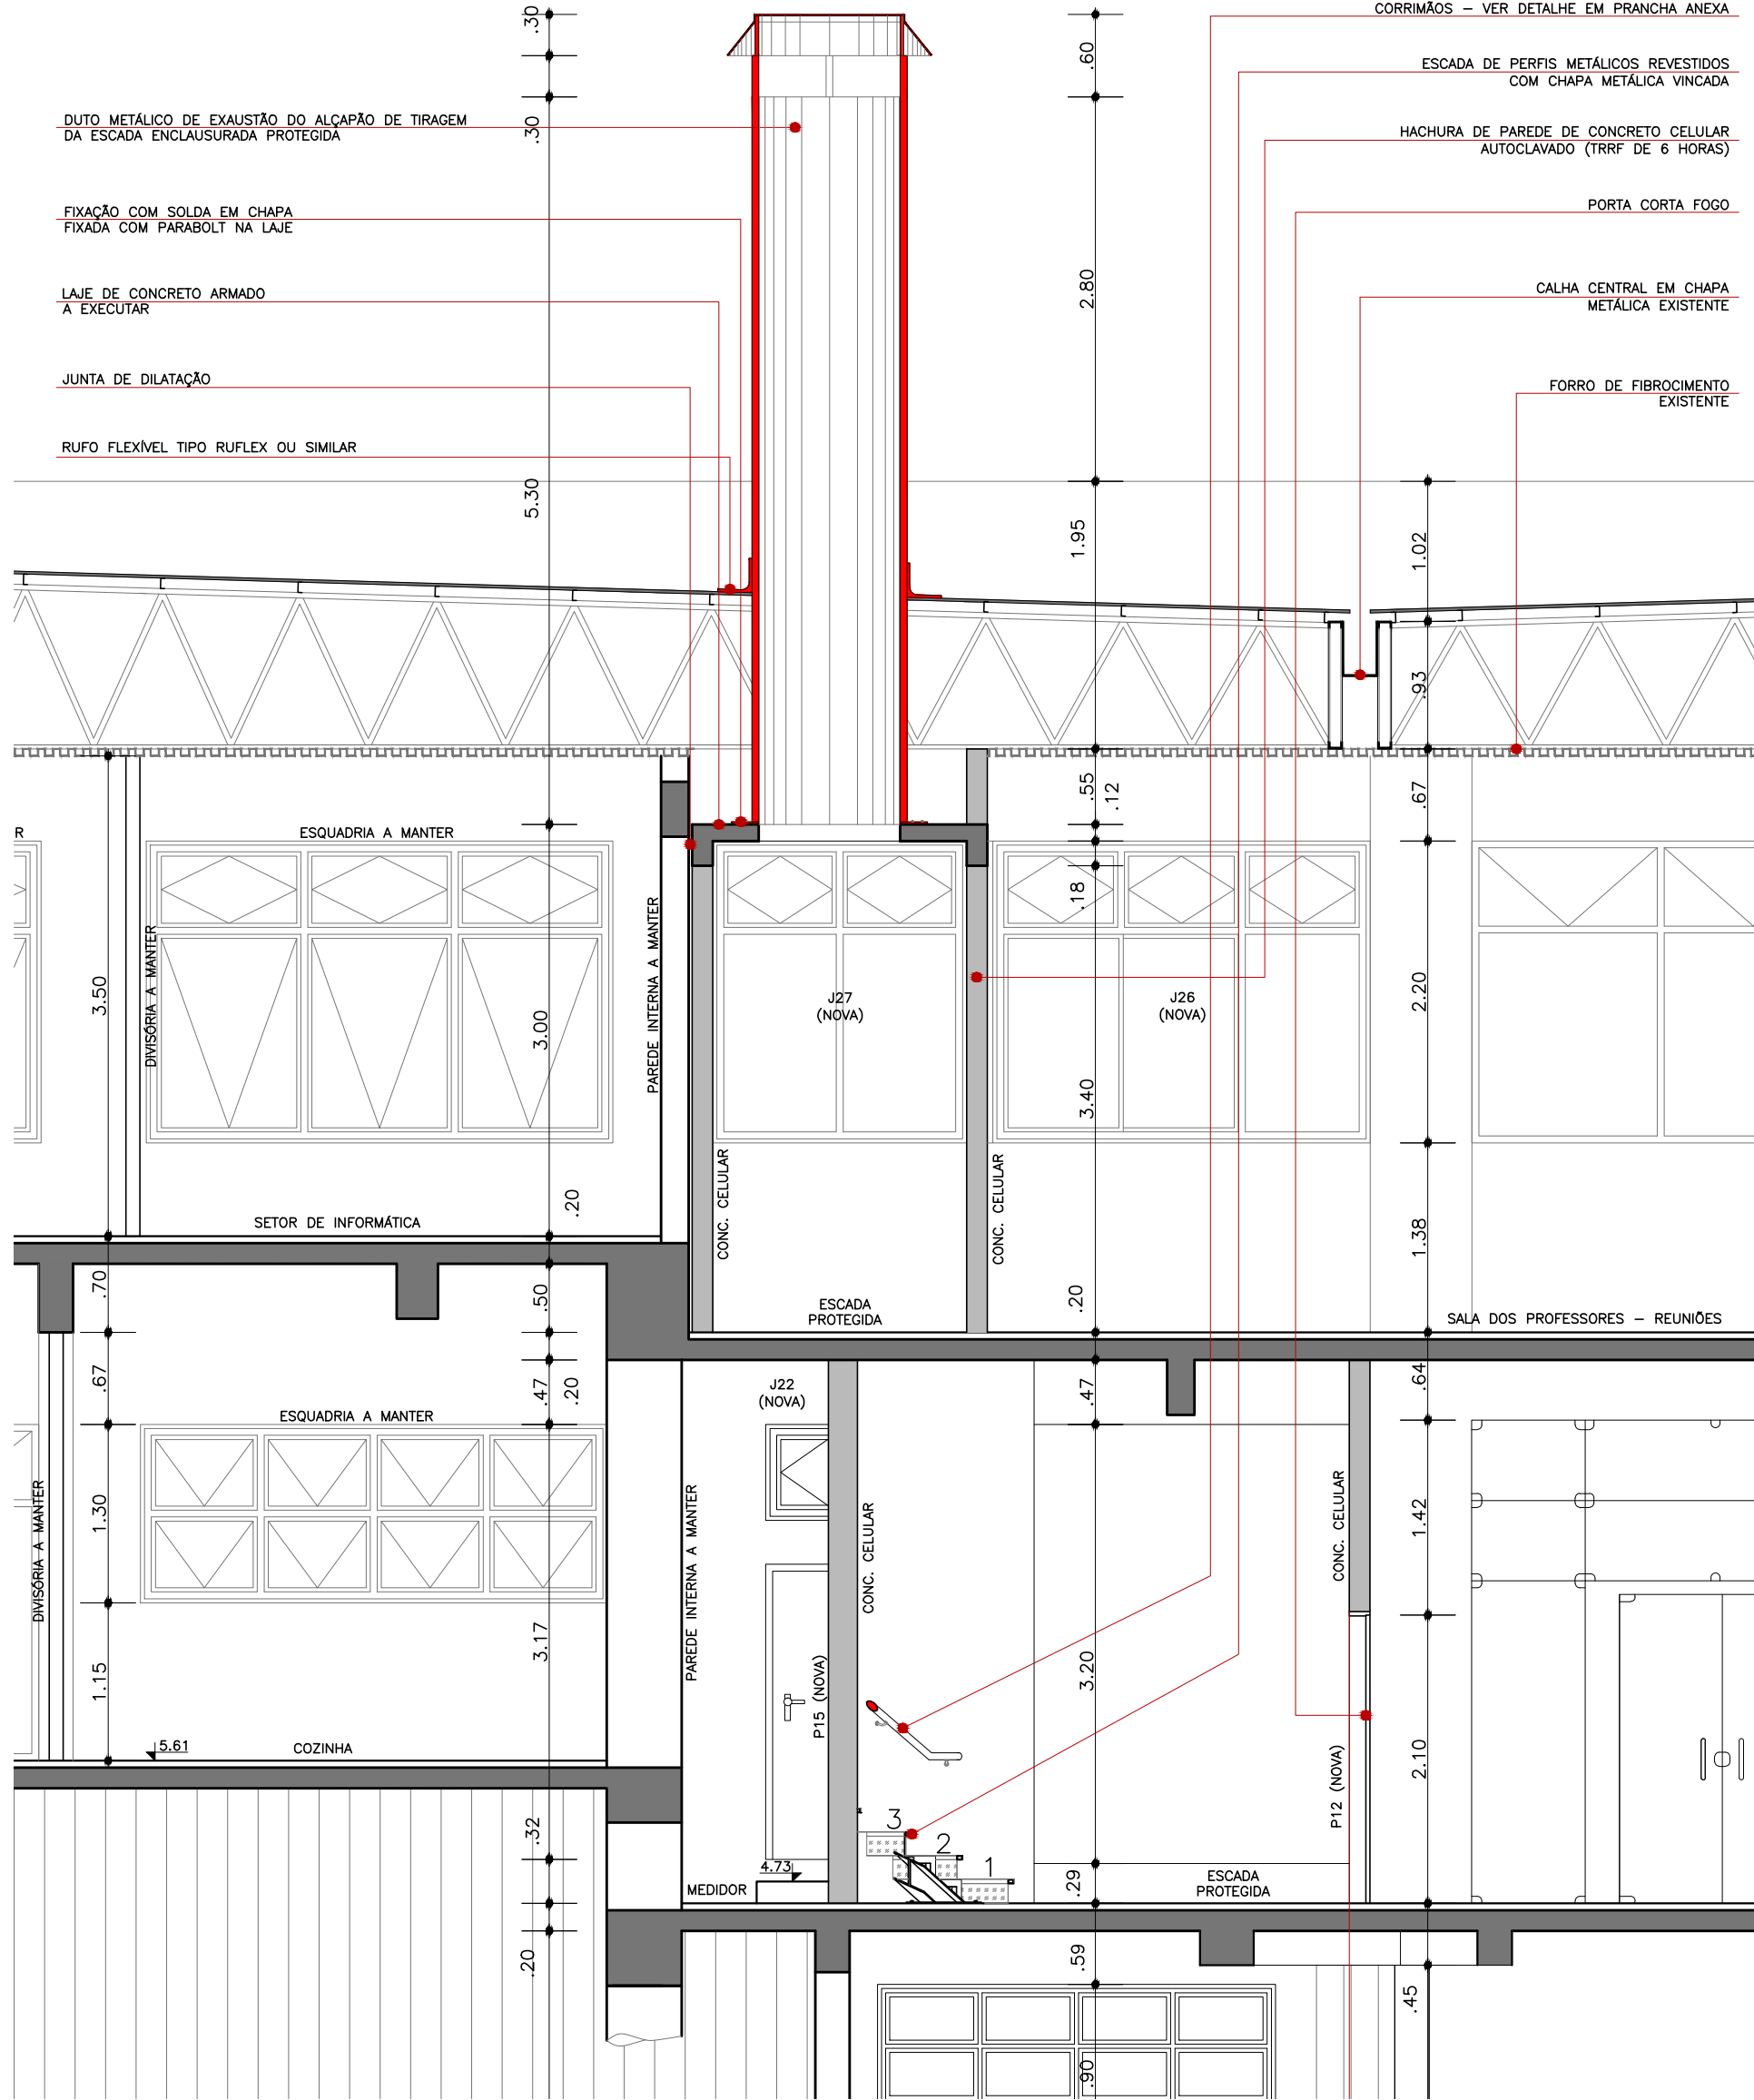 CORRIMÃOS – VER DETALHE EM PRANCHA ANEXA
ESCADA DE PERFIS METÁLICOS REVESTIDOS
COM CHAPA METÁLICA VINCADA
HACHURA DE PAREDE DE CONCRETO CELULAR
AUTOCLAVADO (TRRF DE 6 HORAS)
PORTA CORTA FOGO
CALHA CENTRAL EM CHAPA
METÁLICA EXISTENTE
FORRO DE FIBROCIMENTO
EXISTENTE
DUTO METÁLICO DE EXAUSTÃO DO ALÇAPÃO DE TIRAGEM
DA ESCADA ENCLAUSURADA PROTEGIDA
FIXAÇÃO COM SOLDA EM CHAPA
FIXADA COM PARABOLT NA LAJE
LAJE DE CONCRETO ARMADO
A EXECUTAR
JUNTA DE DILATAÇÃO
RUFO FLEXÍVEL TIPO RUFLEX OU SIMILAR
.30
.30
5.30
3.00
.20
.50
.47
.20
3.17
.32
.20
.60
2.80
1.95
.55
.12
.18
3.40
.20
.47
3.20
.29
.59
.90
1.02
.93
.67
2.20
1.38
.64
1.42
2.10
.45
3.50
.70
.67
1.30
1.15
R
ESQUADRIA A MANTER
DIVISÓRIA A MANTER
PAREDE INTERNA A MANTER
J27
(NOVA)
J26
(NOVA)
CONC. CELULAR
CONC. CELULAR
SETOR DE INFORMÁTICA
ESCADA
PROTEGIDA
SALA DOS PROFESSORES – REUNIÕES
J22
(NOVA)
ESQUADRIA A MANTER
DIVISÓRIA A MANTER
PAREDE INTERNA A MANTER
CONC. CELULAR
CONC. CELULAR
P15 (NOVA)
P12 (NOVA)
5.61
COZINHA
3
2
1
4.73
MEDIDOR
ESCADA
PROTEGIDA